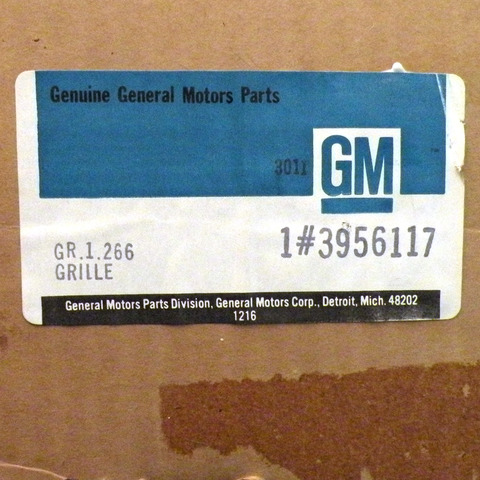 Genuine General Motors Parts
3011
GM
1#3956117
GR.1.266
GRILLE
General Motors Parts Division, General Motors Corp., Detroit, Mich. 48202
1216